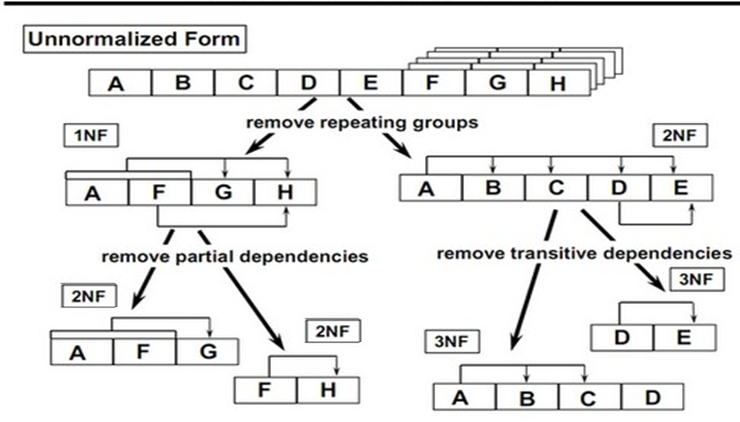 Unnormalized Form
A B C D E F G H
remove repeating groups
1NF
2NF
A F G H
A B C D E
remove partial dependencies
remove transitive dependencies
2NF
3NF
A F G
2NF
D E
3NF
F H
A B C D